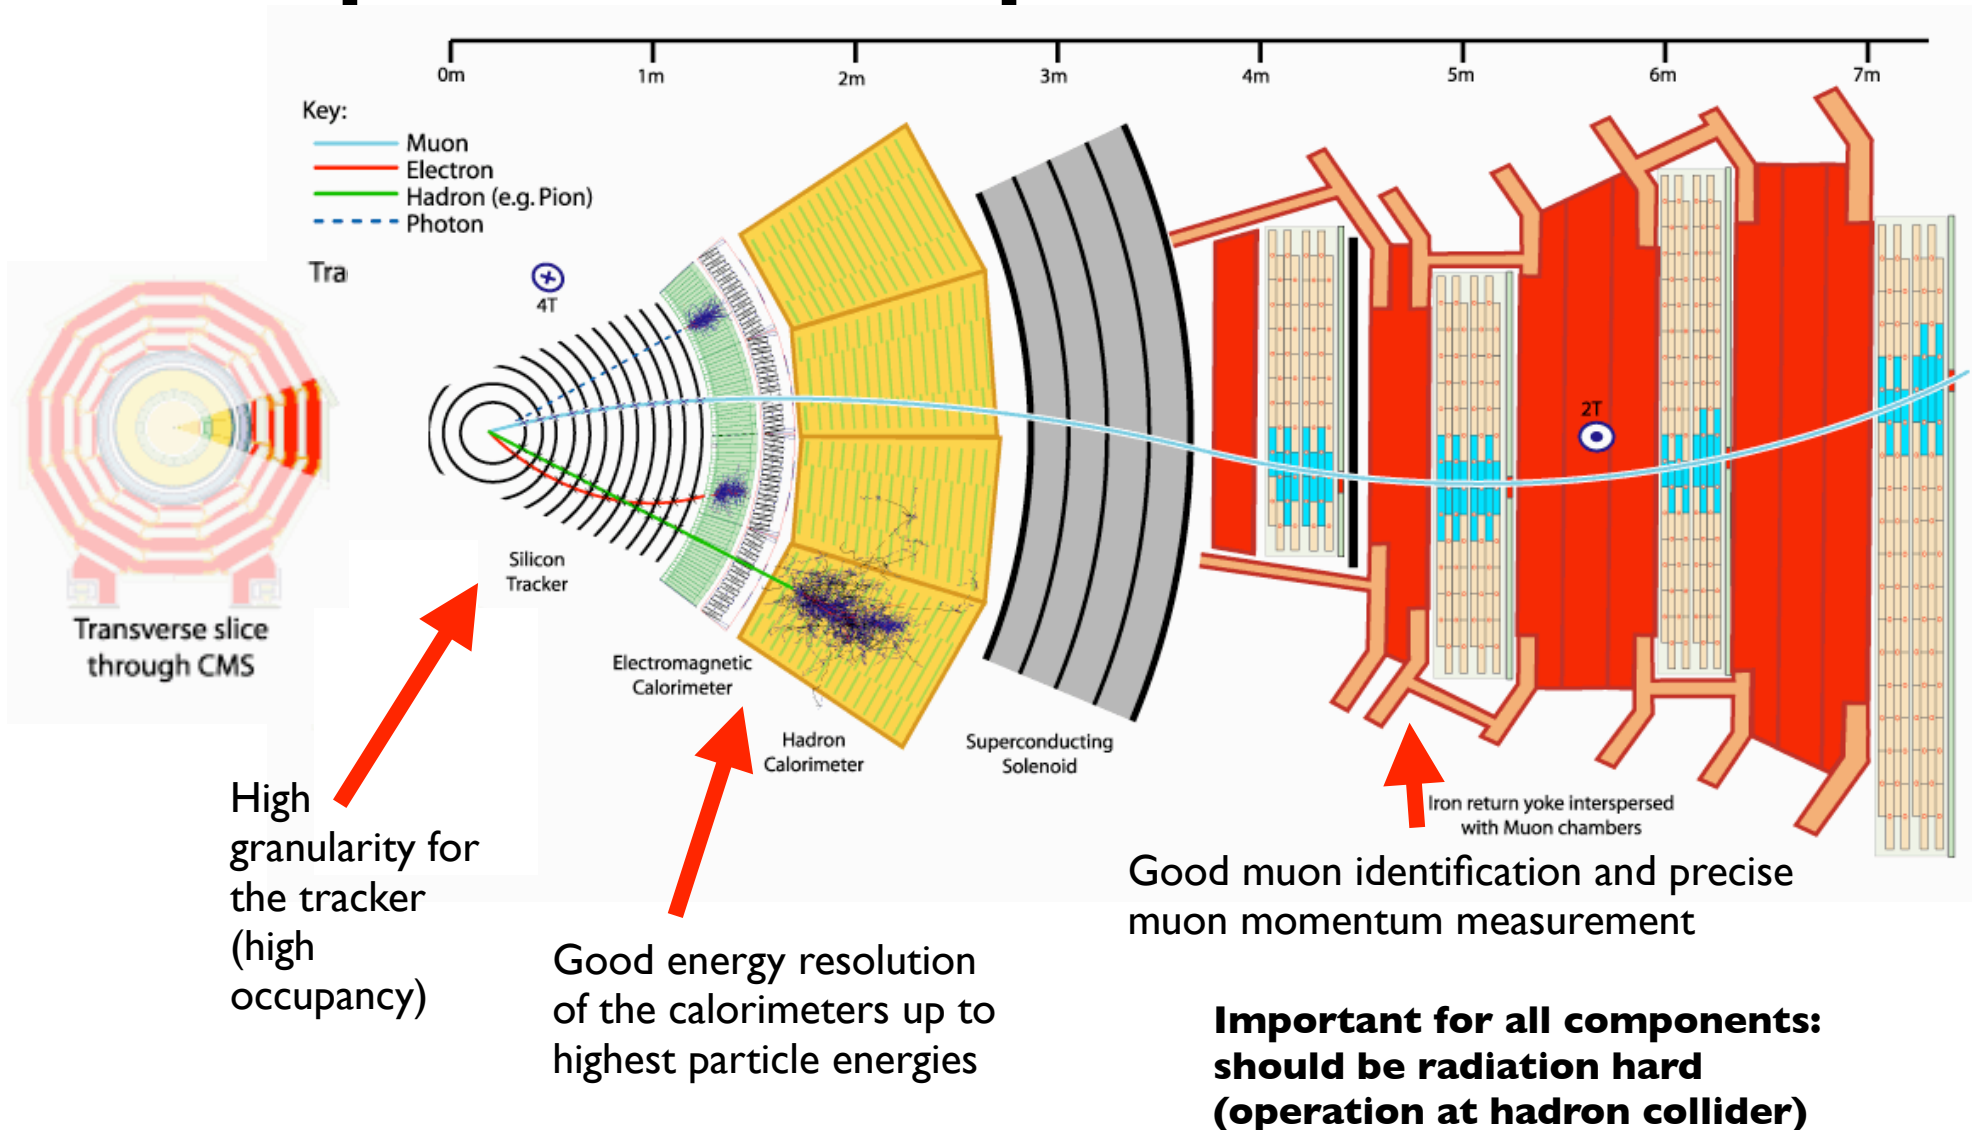 0m 1m 2m 3m 4m 5m 6m 7m
Key:
Muon
Electron
Hadron (e.g. Pion)
Photon
Tra
4T
2T
Silicon
Tracker
Transverse slice
through CMS
Electromagnetic
Calorimeter
Hadron
Calorimeter
Superconducting
Solenoid
Iron return yoke interspersed
with Muon chambers
High
granularity for
the tracker
(high
occupancy)
Good energy resolution
of the calorimeters up to
highest particle energies
Good muon identification and precise
muon momentum measurement
Important for all components:
should be radiation hard
(operation at hadron collider)